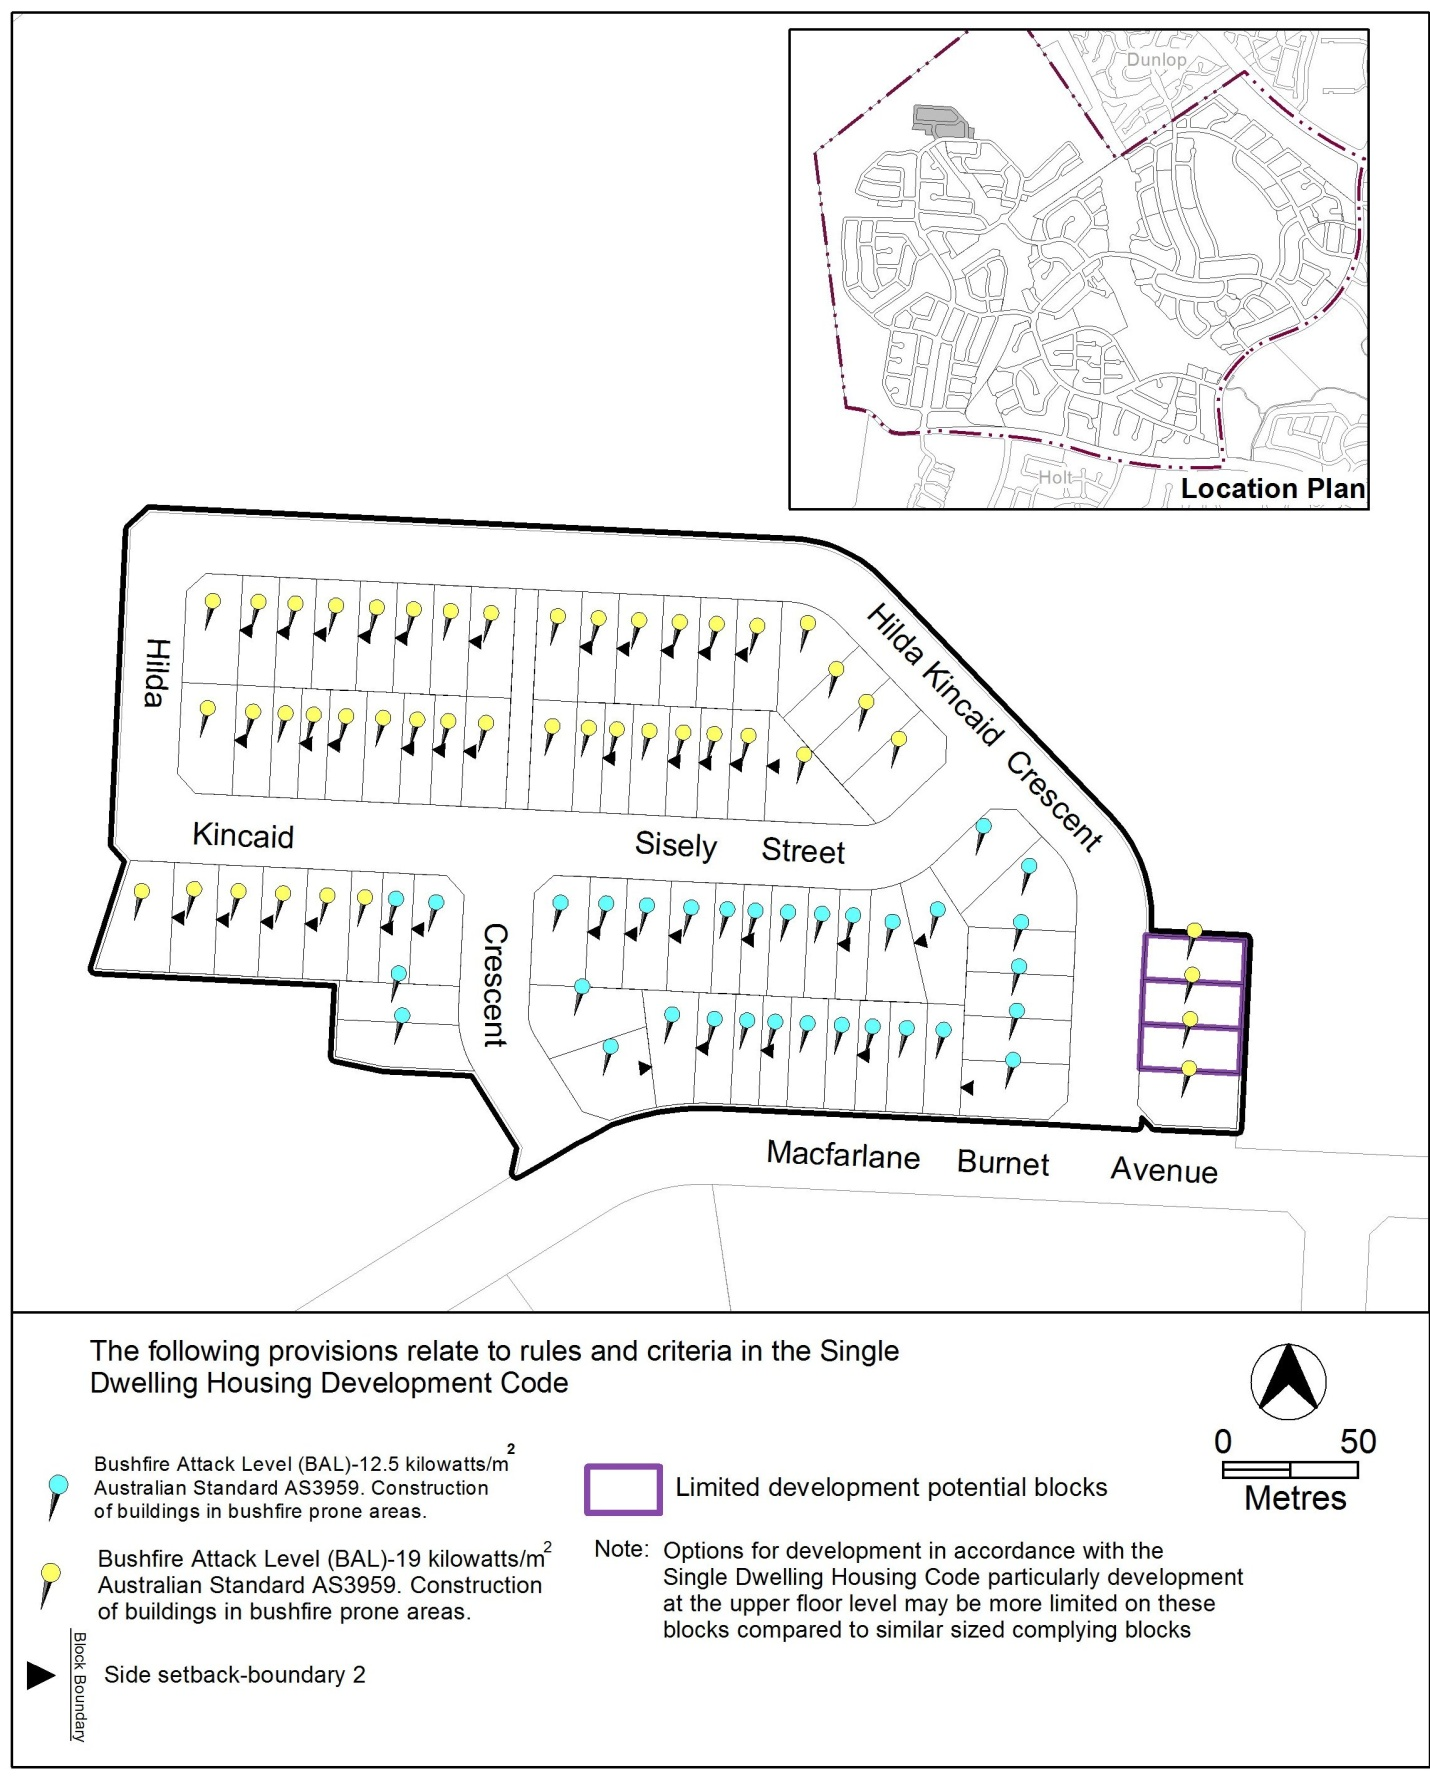 Dunlop
Holt
Location Plan
Hilda
Hilda Kincaid Crescent
Kincaid
Sisely Street
Crescent
Macfarlane Burnet Avenue
The following provisions relate to rules and criteria in the Single
Dwelling Housing Development Code
Bushfire Attack Level (BAL)-12.5 kilowatts/m²
Australian Standard AS3959. Construction
of buildings in bushfire prone areas.
Bushfire Attack Level (BAL)-19 kilowatts/m²
Australian Standard AS3959. Construction
of buildings in bushfire prone areas.
Block Boundary
Side setback-boundary 2
Limited development potential blocks
Note: Options for development in accordance with the
Single Dwelling Housing Code particularly development
at the upper floor level may be more limited on these
blocks compared to similar sized complying blocks
0 50
Metres